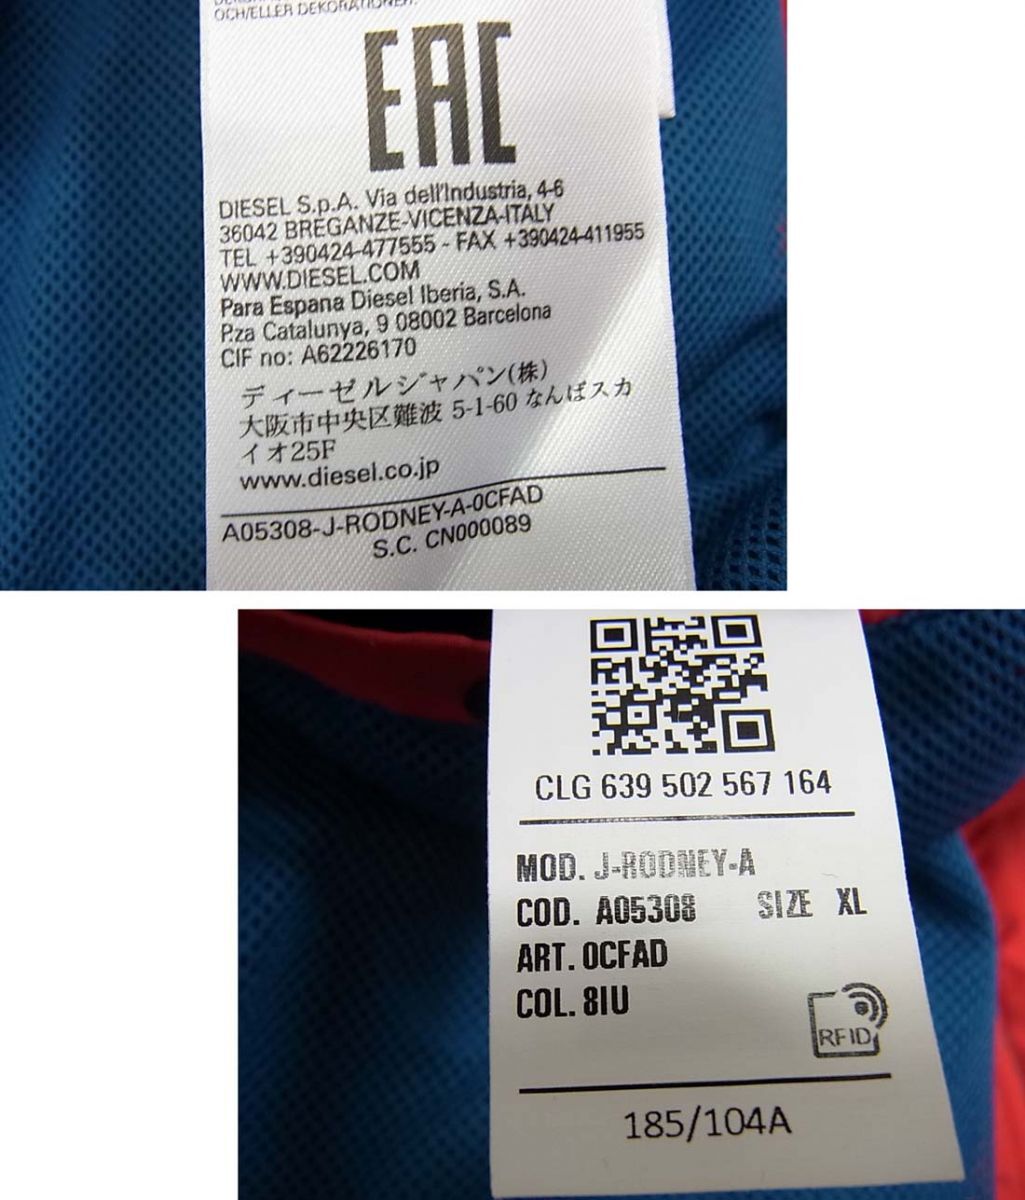 OCH/ELLER DEKORATIONER.
EAC
DIESEL S.p.A. Via dell'Industria, 4-6
36042 BREGANZE-VICENZA-ITALY
TEL +390424-477555 - FAX +390424-411955
WWW.DIESEL.COM
Para Espana Diesel Iberia, S.A.
P.za Catalunya, 9 08002 Barcelona
CIF no: A62226170
ディーゼルジャパン(株)
大阪市中央区難波 5-1-60 なんばスカ
イオ25F
www.diesel.co.jp
A05308-J-RODNEY-A-0CFAD
S.C. CN000089
CLG 639 502 567 164
MOD. J-RODNEY-A
COD. A05308 SIZE XL
ART. 0CFAD
COL. 8IU
RFID
185/104A